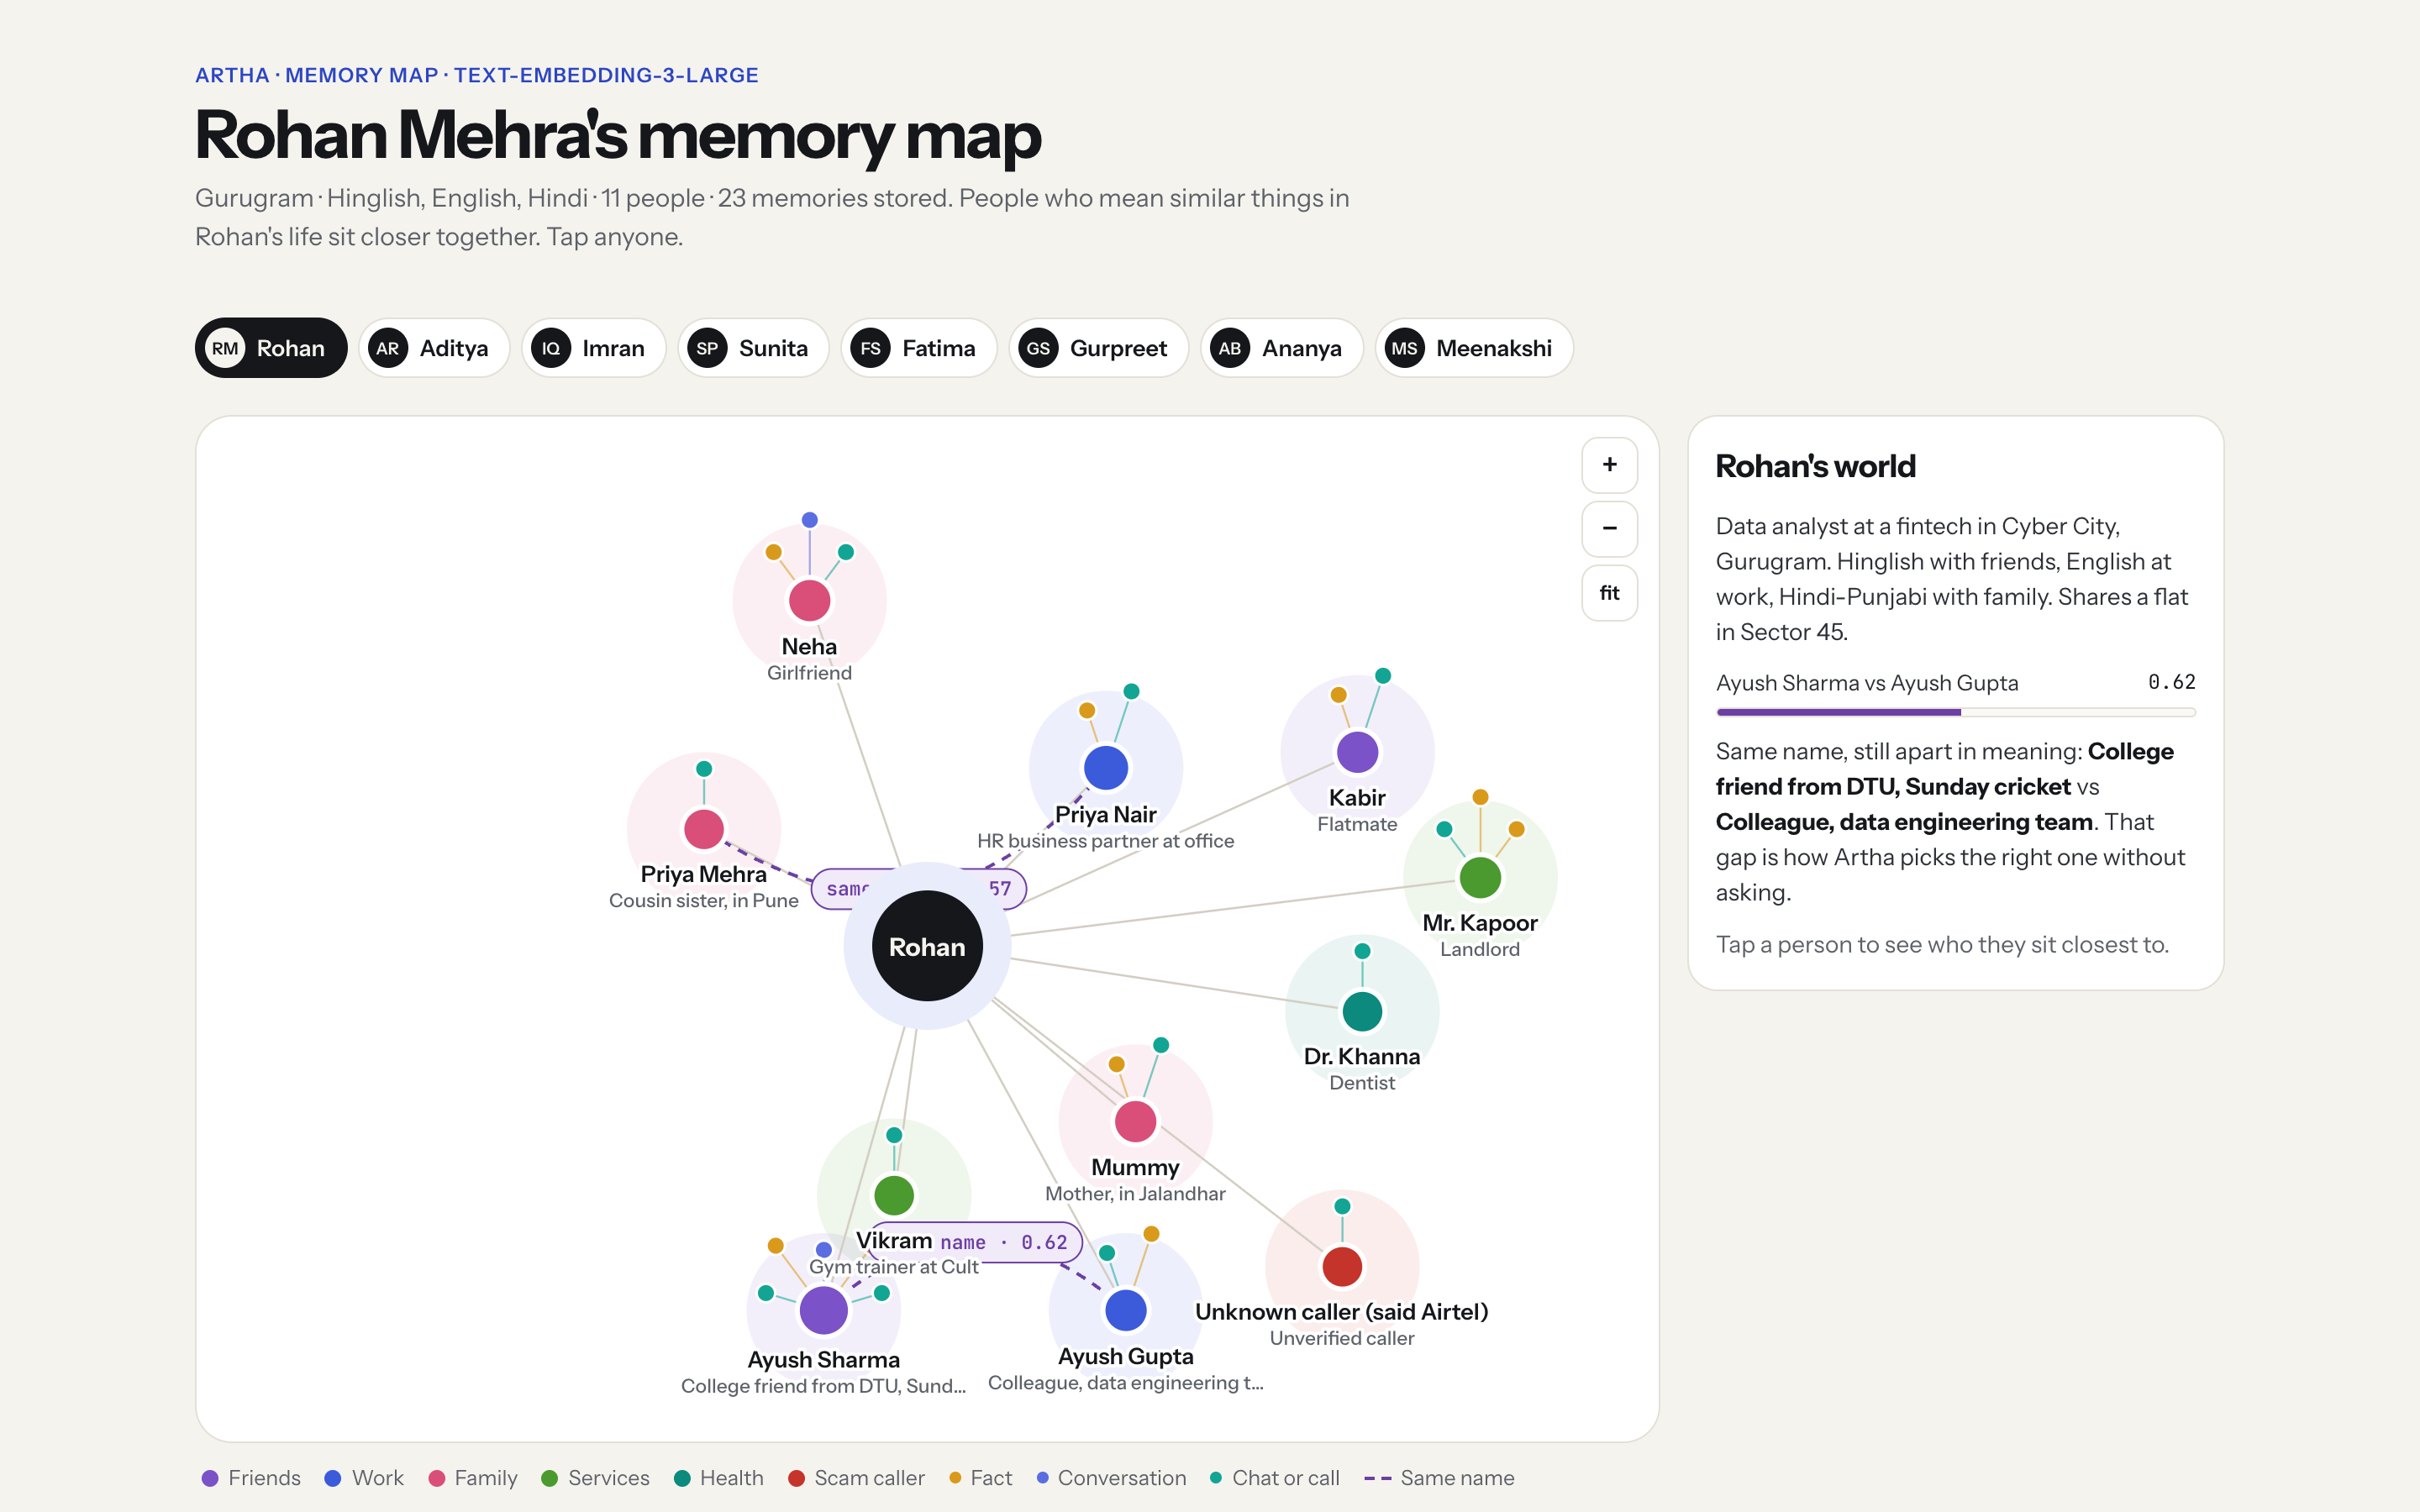 ARTHA · MEMORY MAP · TEXT-EMBEDDING-3-LARGE
Rohan Mehra's memory map
Gurugram · Hinglish, English, Hindi · 11 people · 23 memories stored. People who mean similar things in
Rohan's life sit closer together. Tap anyone.
RM Rohan
AR Aditya
IQ Imran
SP Sunita
FS Fatima
GS Gurpreet
AB Ananya
MS Meenakshi
+
−
fit
Neha
Girlfriend
Priya Nair
HR business partner at office
Kabir
Flatmate
Priya Mehra
Cousin sister, in Pune
57
Mr. Kapoor
Landlord
Rohan
Dr. Khanna
Dentist
Mummy
Mother, in Jalandhar
Vikram
name · 0.62
Gym trainer at Cult
Unknown caller (said Airtel)
Unverified caller
Ayush Sharma
College friend from DTU, Sund…
Ayush Gupta
Colleague, data engineering t…
Rohan's world
Data analyst at a fintech in Cyber City,
Gurugram. Hinglish with friends, English at
work, Hindi-Punjabi with family. Shares a flat
in Sector 45.
Ayush Sharma vs Ayush Gupta 0.62
Same name, still apart in meaning: College
friend from DTU, Sunday cricket vs
Colleague, data engineering team. That
gap is how Artha picks the right one without
asking.
Tap a person to see who they sit closest to.
Friends
Work
Family
Services
Health
Scam caller
Fact
Conversation
Chat or call
Same name